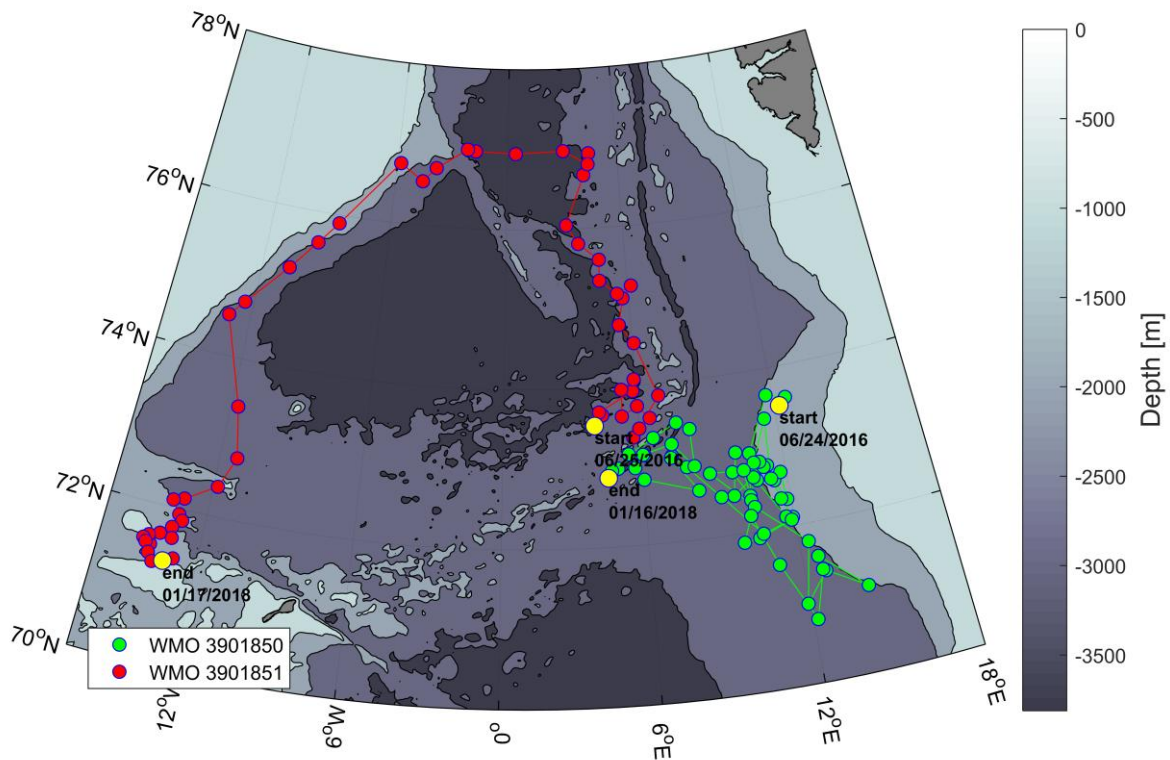 78°N
76°N
74°N
72°N
70°N
12°W
6°W
0°
6°E
12°E
18°E
start
06/24/2016
start
06/25/2016
end
01/16/2018
end
01/17/2018
WMO 3901850
WMO 3901851
0
-500
-1000
-1500
-2000
-2500
-3000
-3500
Depth [m]